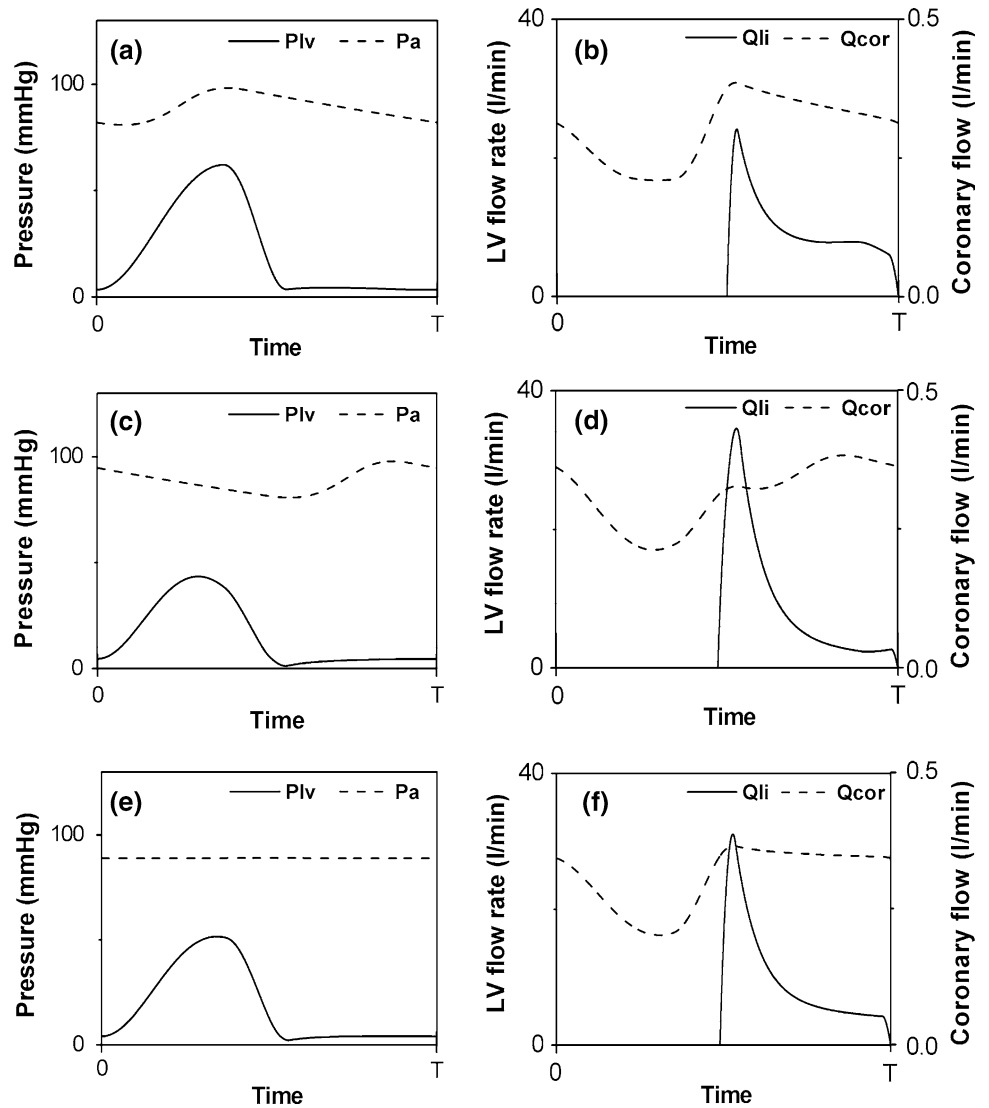 (a)
Plv
Pa
Pressure (mmHg)
100
0
0
T
Time
(b)
Qli
Qcor
LV flow rate (l/min)
40
0
Coronary flow (l/min)
0.5
0.0
0
T
Time
(c)
Plv
Pa
Pressure (mmHg)
100
0
0
T
Time
(d)
Qli
Qcor
LV flow rate (l/min)
40
0
Coronary flow (l/min)
0.5
0.0
0
T
Time
(e)
Plv
Pa
Pressure (mmHg)
100
0
0
T
Time
(f)
Qli
Qcor
LV flow rate (l/min)
40
0
Coronary flow (l/min)
0.5
0.0
0
T
Time